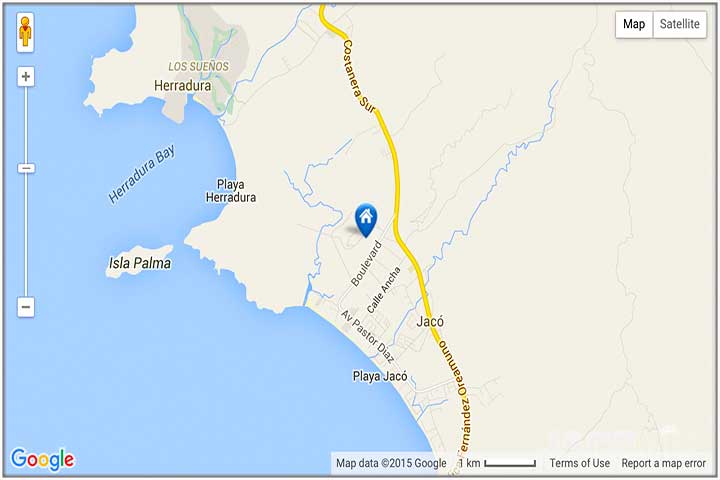 Map
Satellite
Costanera Sur
LOS SUEÑOS
Herradura
Herradura Bay
Playa
Herradura
Isla Palma
Boulevard
Calle Ancha
Av Pastor Diaz
Jacó
Playa Jacó
Fernández Oreamuno
Google
Map data ©2015 Google
1 km
Terms of Use
Report a map error